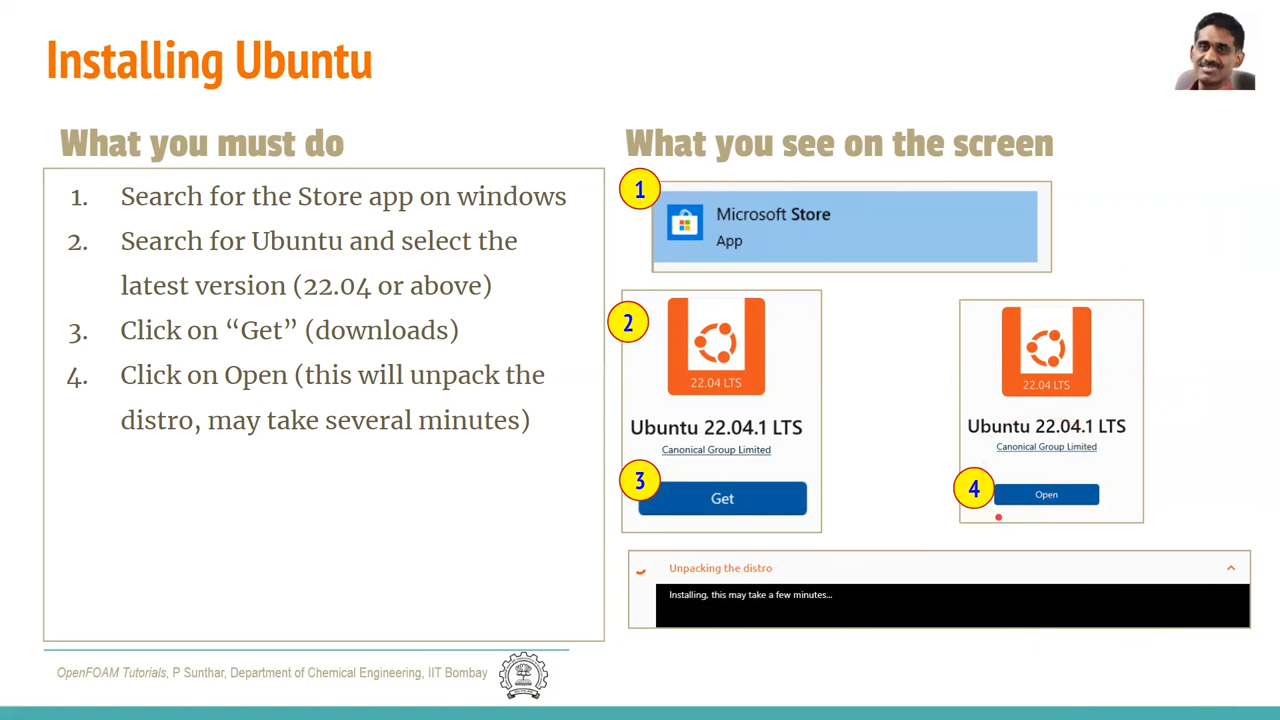 Installing Ubuntu
What you must do
1. Search for the Store app on windows
2. Search for Ubuntu and select the
latest version (22.04 or above)
3. Click on “Get” (downloads)
4. Click on Open (this will unpack the
distro, may take several minutes)
What you see on the screen
1
Microsoft Store
App
2
22.04 LTS
Ubuntu 22.04.1 LTS
Canonical Group Limited
3
Get
22.04 LTS
Ubuntu 22.04.1 LTS
Canonical Group Limited
4
Open
Unpacking the distro
Installing, this may take a few minutes...
OpenFOAM Tutorials, P Sunthar, Department of Chemical Engineering, IIT Bombay